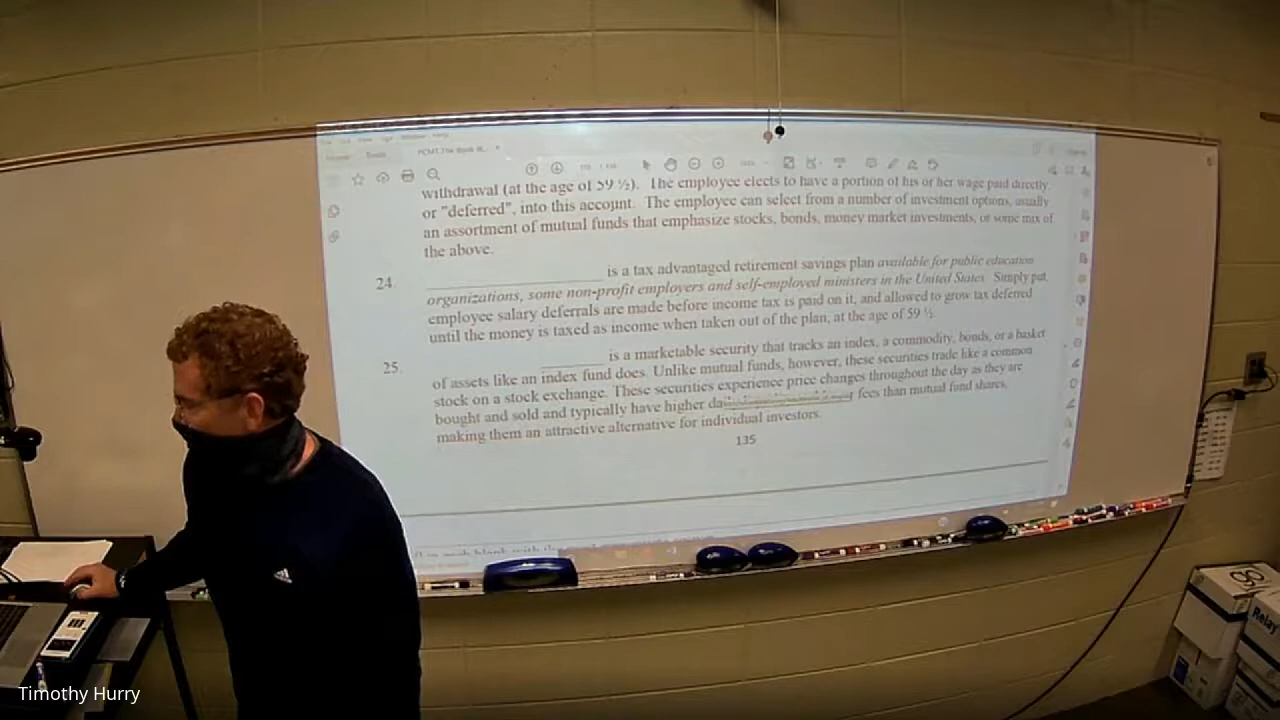 withdrawal (at the age of 59 ½). The employee elects to have a portion of his or her wage paid directly,
or "deferred", into this account. The employee can select from a number of investment options, usually
an assortment of mutual funds that emphasize stocks, bonds, money market investments, or some mix of
the above.
24. ____________________ is a tax advantaged retirement savings plan available for public education
organizations, some non-profit employers and self-employed ministers in the United States. Simply put,
employee salary deferrals are made before income tax is paid on it, and allowed to grow tax deferred
until the money is taxed as income when taken out of the plan, at the age of 59 ½.
25. ________ is a marketable security that tracks an index, a commodity, bonds, or a basket
of assets like an index fund does. Unlike mutual funds, however, these securities trade like a common
stock on a stock exchange. These securities experience price changes throughout the day as they are
bought and sold and typically have higher fees than mutual fund shares,
making them an attractive alternative for individual investors.
135
Relay
Timothy Hurry